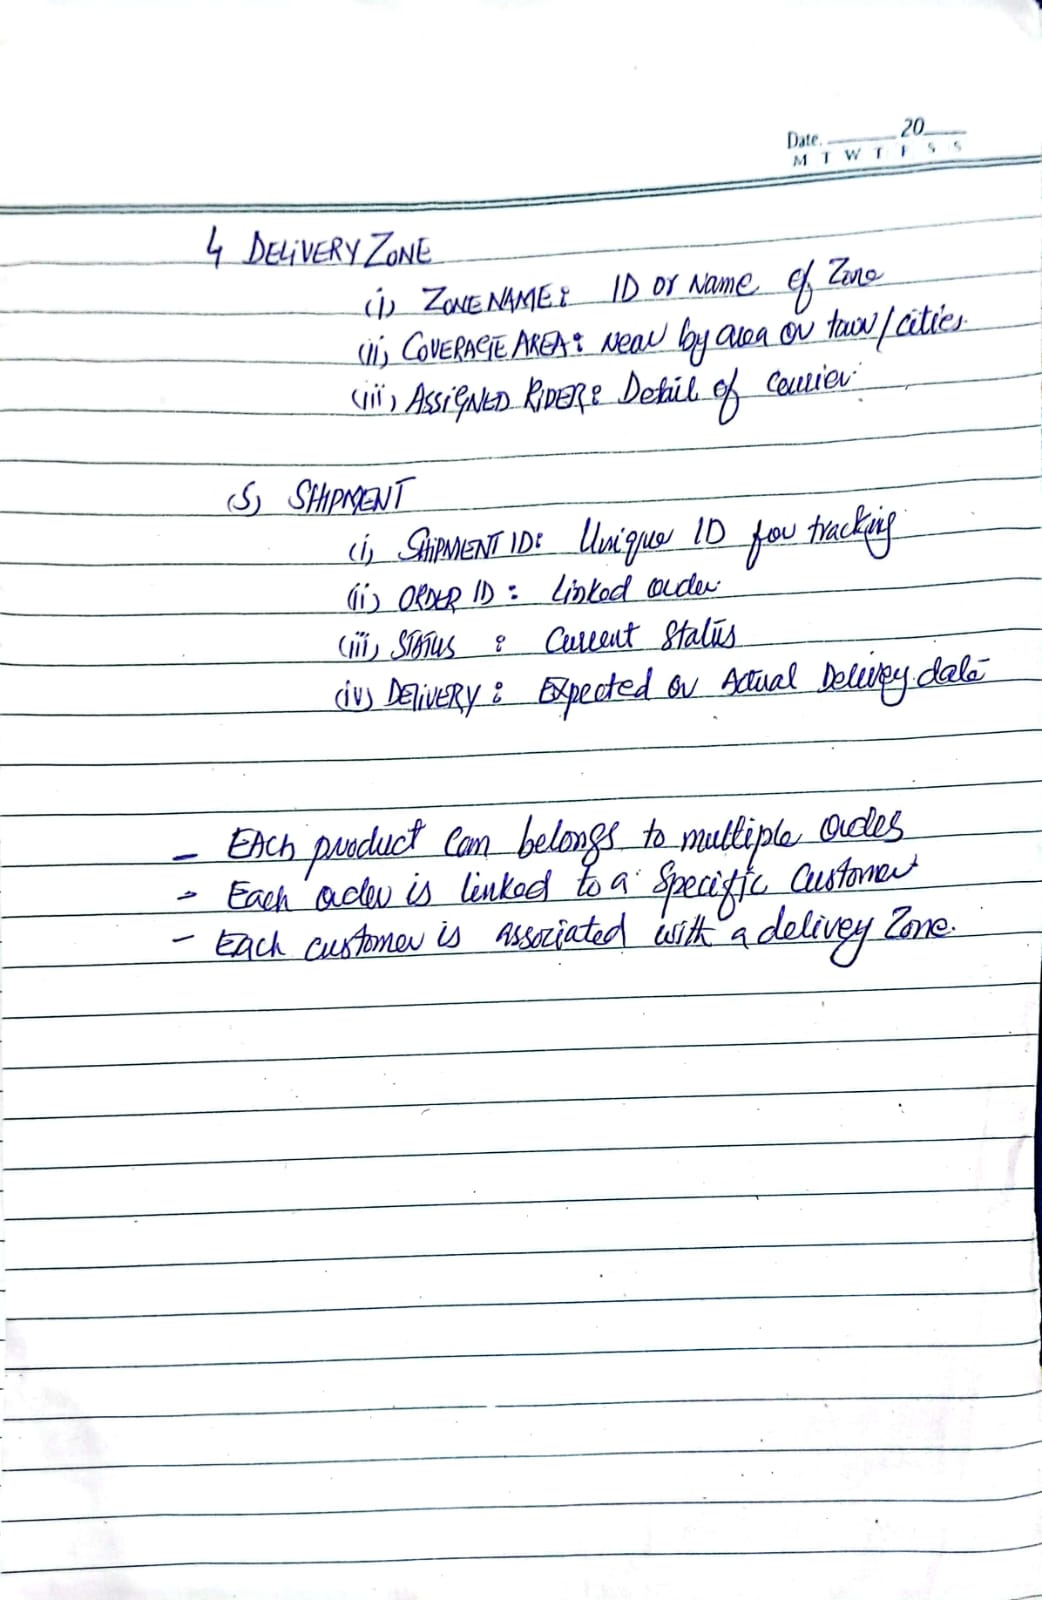 Date. 20
M T W T F S S
4 DELIVERY ZONE
(i) ZONE NAME: ID or Name of Zone
(ii) COVERAGE AREA: near by area or town/cities.
(iii) ASSIGNED RIDER: Detail of courier.
(5) SHIPMENT
(i) SHIPMENT ID: Unique ID for tracking
(ii) ORDER ID: Linked order.
(iii) STATUS : Current Status
(iv) DELIVERY: Expected or Actual Delivery date
- EACh product can belongs to multiple orders
- Each order is linked to a Specific Customer
- Each customer is associated with a delivey Zone.